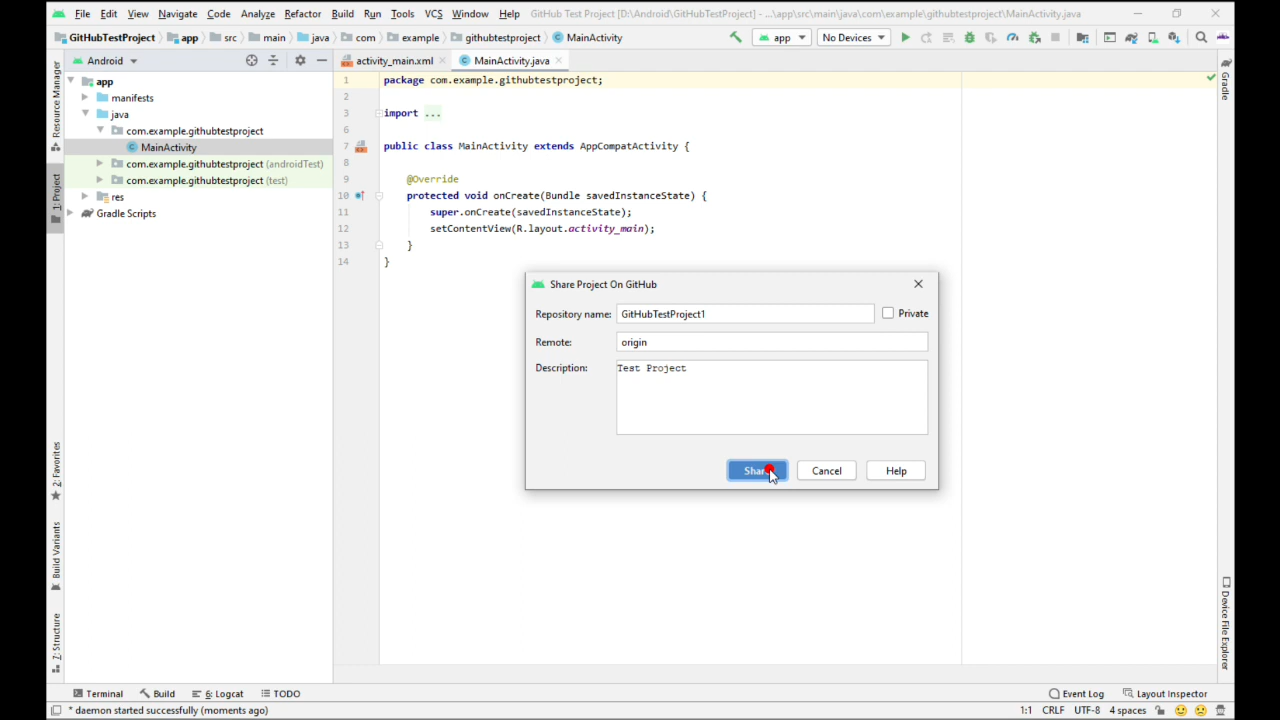 File Edit View Navigate Code Analyze Refactor Build Run Tools VCS Window Help GitHub Test Project [D:\Android\GitHubTestProject] - ...\app\src\main\java\com\example\githubtestproject\MainActivity.java
GitHubTestProject app src main java com example githubtestproject MainActivity app No Devices
Android activity_main.xml MainActivity.java
Resource Manager
1: Project
2: Favorites
Build Variants
Z: Structure
app
manifests
java
com.example.githubtestproject
MainActivity
com.example.githubtestproject (androidTest)
com.example.githubtestproject (test)
res
Gradle Scripts
1 package com.example.githubtestproject;
2
3 import ...
6
7 public class MainActivity extends AppCompatActivity {
8
9 @Override
10 protected void onCreate(Bundle savedInstanceState) {
11 super.onCreate(savedInstanceState);
12 setContentView(R.layout.activity_main);
13 }
14 }
Share Project On GitHub
Repository name: GitHubTestProject1 Private
Remote: origin
Description: Test Project
Cancel Help
Gradle
Device File Explorer
Terminal Build 6: Logcat TODO Event Log Layout Inspector
* daemon started successfully (moments ago) 1:1 CRLF UTF-8 4 spaces